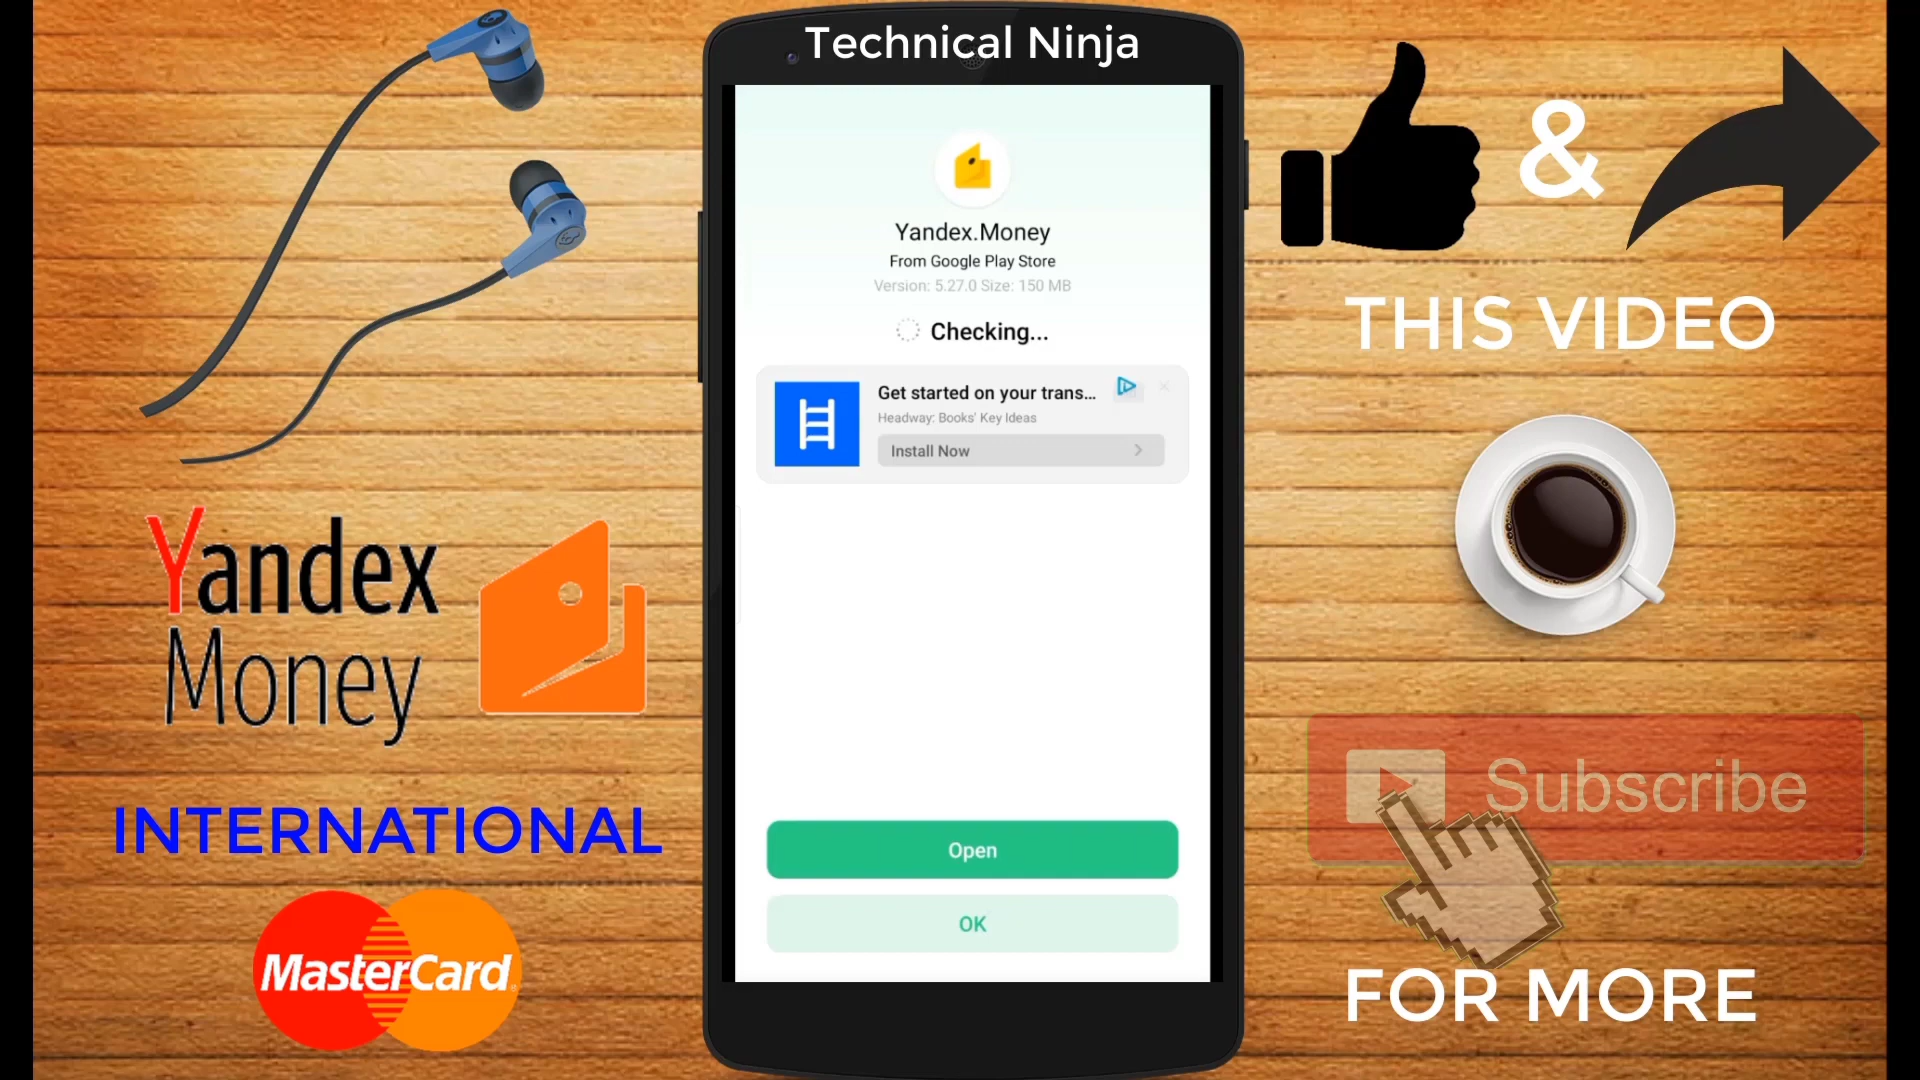 Technical Ninja
Yandex.Money
From Google Play Store
Version: 5.27.0 Size: 150 MB
Checking...
Get started on your trans...
Headway: Books' Key Ideas
Install Now
Open
OK
Yandex
Money
INTERNATIONAL
MasterCard
&
THIS VIDEO
Subscribe
FOR MORE